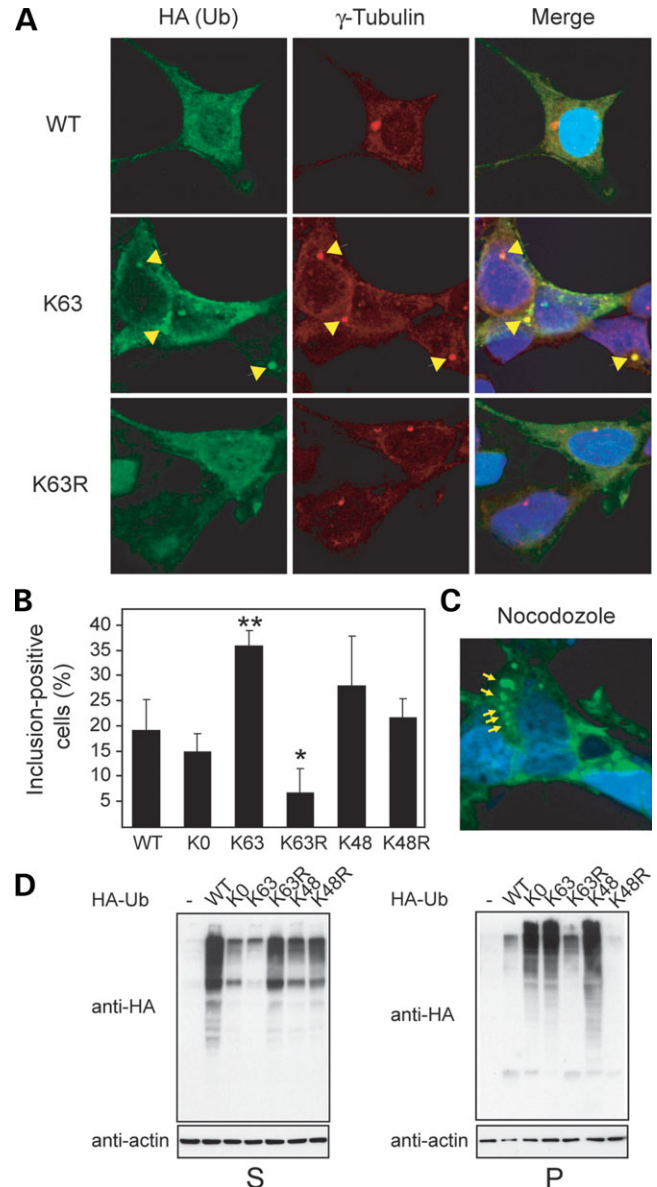 A
HA (Ub) γ-Tubulin Merge
WT
K63
K63R
B
Inclusion-positive
cells (%)
40
35
30
25
20
15
10
5
**
*
WT K0 K63 K63R K48 K48R
C
Nocodozole
D
HA-Ub - WT K0 K63 K63R K48 K48R
anti-HA
anti-actin
S
HA-Ub - WT K0 K63 K63R K48 K48R
anti-HA
anti-actin
P